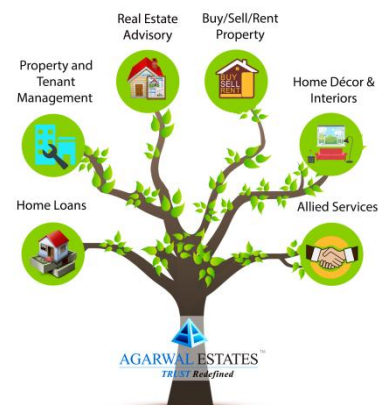 Real Estate
Advisory
Buy/Sell/Rent
Property
Property and
Tenant
Management
BUY
SELL
RENT
Home Décor &
Interiors
Home Loans
Allied Services
AGARWAL ESTATES™
TRUST Redefined